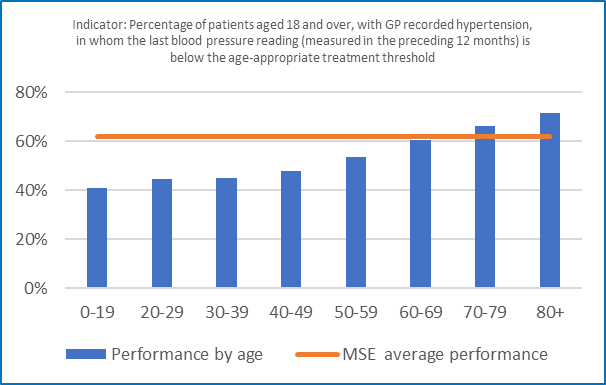 Indicator: Percentage of patients aged 18 and over, with GP recorded hypertension,
in whom the last blood pressure reading (measured in the preceding 12 months) is
below the age-appropriate treatment threshold
80%
60%
40%
20%
0%
0-19 20-29 30-39 40-49 50-59 60-69 70-79 80+
Performance by age MSE average performance